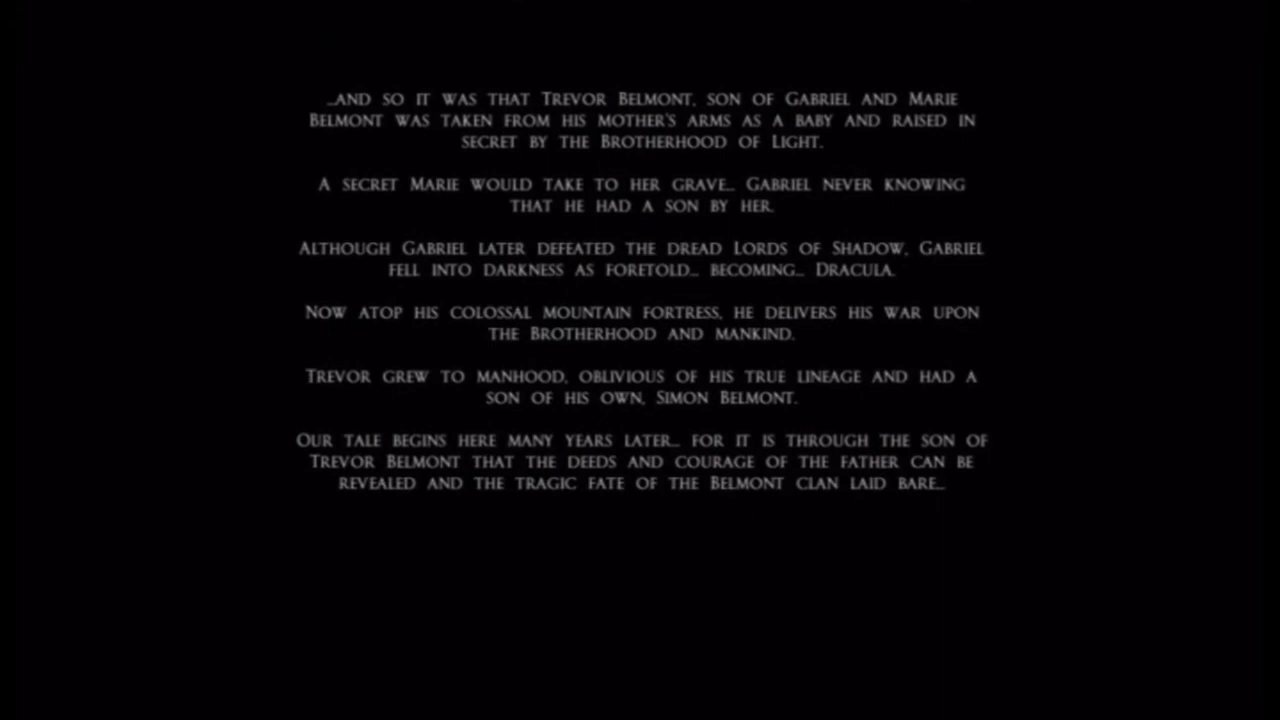 ...AND SO IT WAS THAT TREVOR BELMONT, SON OF GABRIEL AND MARIE
BELMONT WAS TAKEN FROM HIS MOTHER'S ARMS AS A BABY AND RAISED IN
SECRET BY THE BROTHERHOOD OF LIGHT.
A SECRET MARIE WOULD TAKE TO HER GRAVE... GABRIEL NEVER KNOWING
THAT HE HAD A SON BY HER.
ALTHOUGH GABRIEL LATER DEFEATED THE DREAD LORDS OF SHADOW, GABRIEL
FELL INTO DARKNESS AS FORETOLD... BECOMING... DRACULA.
NOW ATOP HIS COLOSSAL MOUNTAIN FORTRESS, HE DELIVERS HIS WAR UPON
THE BROTHERHOOD AND MANKIND.
TREVOR GREW TO MANHOOD, OBLIVIOUS OF HIS TRUE LINEAGE AND HAD A
SON OF HIS OWN, SIMON BELMONT.
OUR TALE BEGINS HERE MANY YEARS LATER... FOR IT IS THROUGH THE SON OF
TREVOR BELMONT THAT THE DEEDS AND COURAGE OF THE FATHER CAN BE
REVEALED AND THE TRAGIC FATE OF THE BELMONT CLAN LAID BARE...